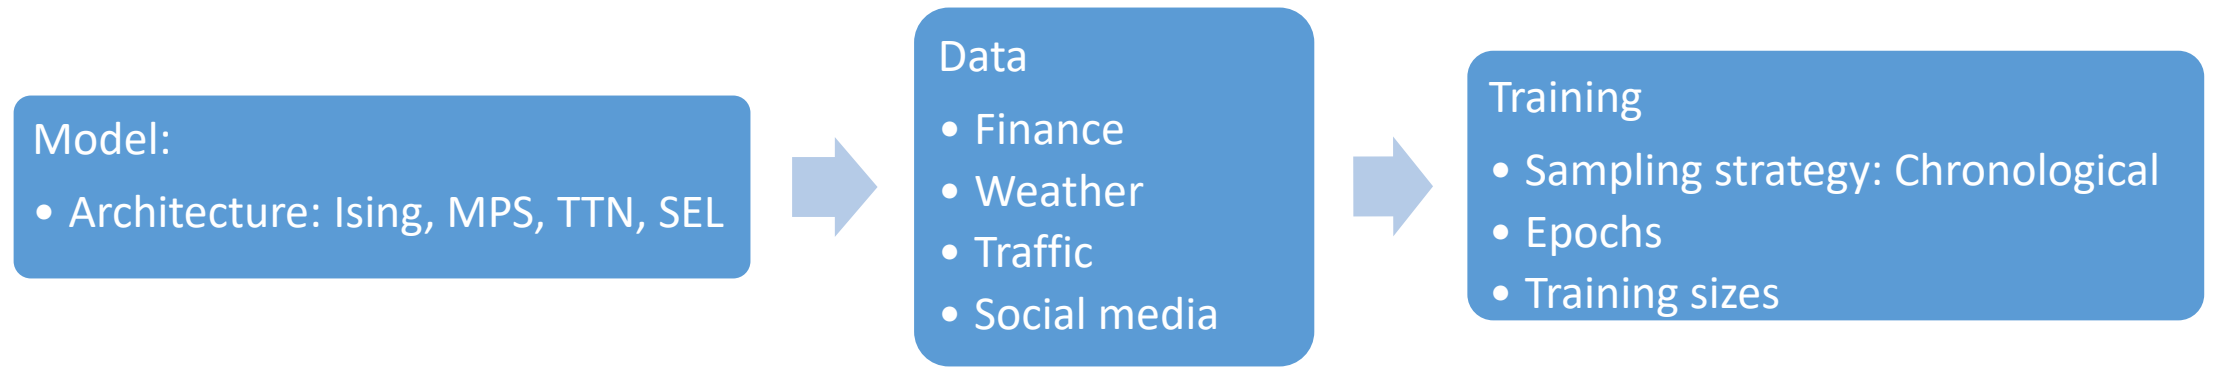 Model:
• Architecture: Ising, MPS, TTN, SEL
Data
• Finance
• Weather
• Traffic
• Social media
Training
• Sampling strategy: Chronological
• Epochs
• Training sizes